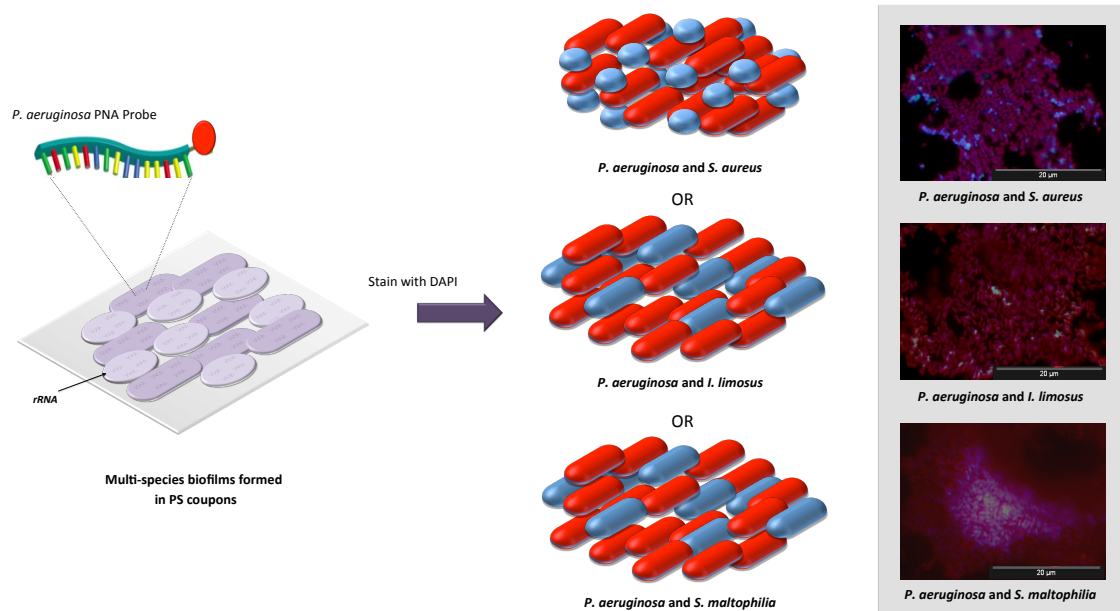 P. aeruginosa PNA Probe
rRNA
Multi-species biofilms formed
in PS coupons
Stain with DAPI
P. aeruginosa and S. aureus
OR
P. aeruginosa and I. limosus
OR
P. aeruginosa and S. maltophilia
20 µm
P. aeruginosa and S. aureus
20 µm
P. aeruginosa and I. limosus
20 µm
P. aeruginosa and S. maltophilia